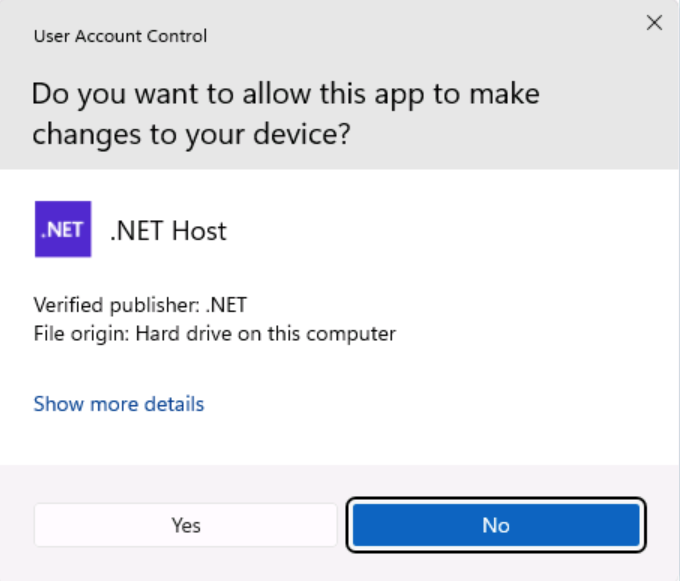 User Account Control
Do you want to allow this app to make
changes to your device?
.NET
.NET Host
Verified publisher: .NET
File origin: Hard drive on this computer
Show more details
Yes
No